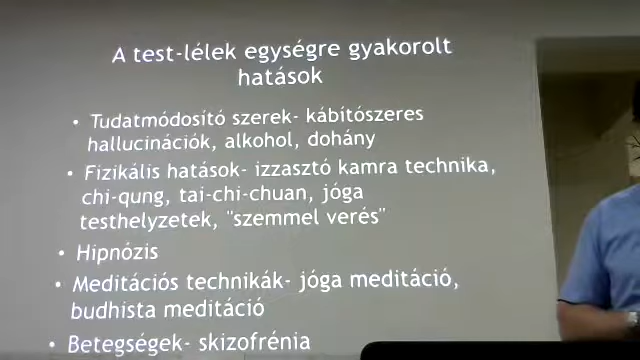 A test-lélek egységre gyakorolt
hatások
• Tudatmódosító szerek- kábítószeres
hallucinációk, alkohol, dohány
• Fizikális hatások- izzasztó kamra technika,
chi-qung, tai-chi-chuan, jóga
testhelyzetek, "szemmel verés"
• Hipnózis
• Meditációs technikák- jóga meditáció,
budhista meditáció
• Betegségek- skizofrénia